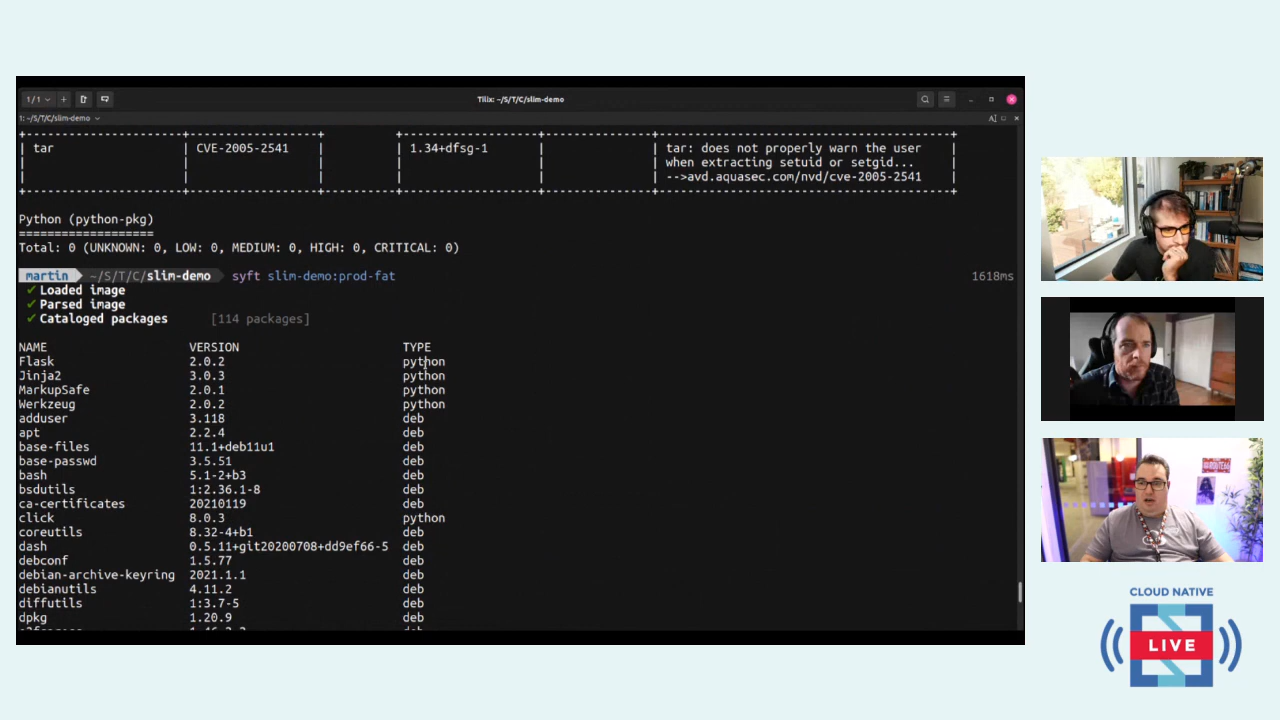 1/1
Tilix: ~/S/T/C/slim-demo
1: ~/S/T/C/slim-demo
| tar | CVE-2005-2541 | | 1.34+dfsg-1 | | tar: does not properly warn the user |
when extracting setuid or setgid...
-->avd.aquasec.com/nvd/cve-2005-2541
Python (python-pkg)
===================
Total: 0 (UNKNOWN: 0, LOW: 0, MEDIUM: 0, HIGH: 0, CRITICAL: 0)
martin ~/S/T/C/slim-demo syft slim-demo:prod-fat 1618ms
✔ Loaded image
✔ Parsed image
✔ Cataloged packages [114 packages]
NAME VERSION TYPE
Flask 2.0.2 python
Jinja2 3.0.3 python
MarkupSafe 2.0.1 python
Werkzeug 2.0.2 python
adduser 3.118 deb
apt 2.2.4 deb
base-files 11.1+deb11u1 deb
base-passwd 3.5.51 deb
bash 5.1-2+b3 deb
bsdutils 1:2.36.1-8 deb
ca-certificates 20210119 deb
click 8.0.3 python
coreutils 8.32-4+b1 deb
dash 0.5.11+git20200708+dd9ef66-5 deb
debconf 1.5.77 deb
debian-archive-keyring 2021.1.1 deb
debianutils 4.11.2 deb
diffutils 1:3.7-5 deb
dpkg 1.20.9 deb
CLOUD NATIVE
LIVE